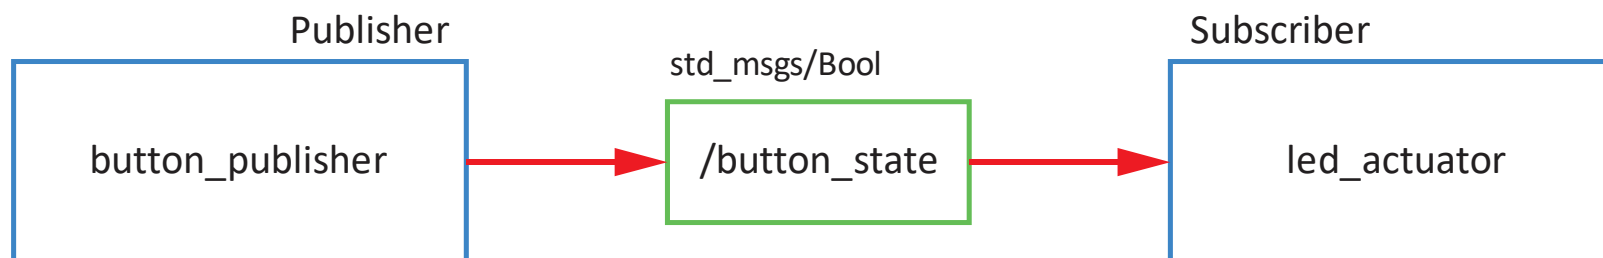 Publisher
Subscriber
std_msgs/Bool
button_publisher
/button_state
led_actuator